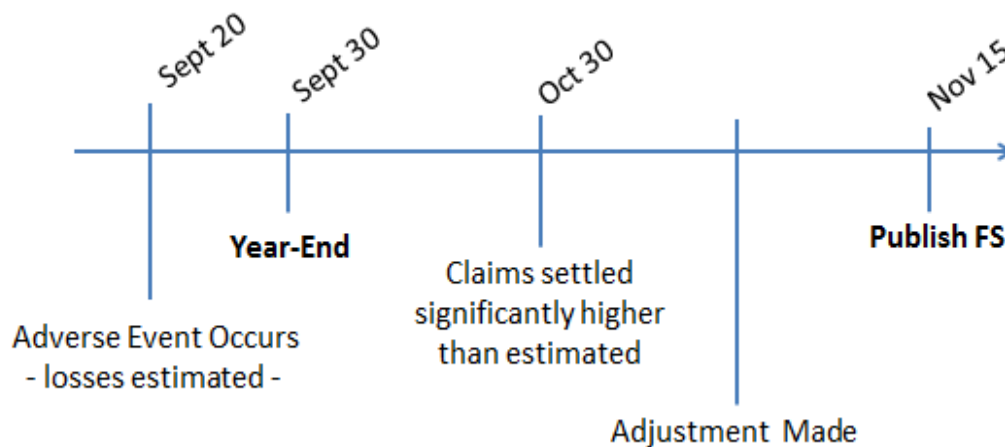 Sept 20
Sept 30
Oct 30
Nov 15
Year-End
Publish FS
Claims settled
significantly higher
than estimated
Adverse Event Occurs
- losses estimated -
Adjustment Made